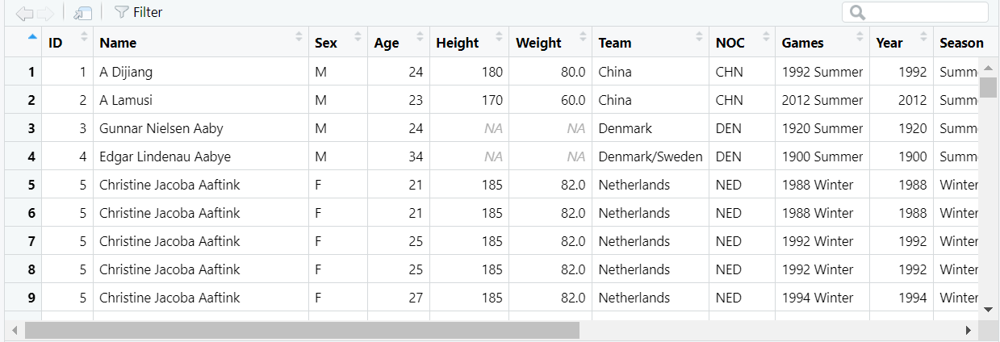 Filter
ID Name Sex Age Height Weight Team NOC Games Year Season
1 1 A Dijiang M 24 180 80.0 China CHN 1992 Summer 1992 Summ
2 2 A Lamusi M 23 170 60.0 China CHN 2012 Summer 2012 Summ
3 3 Gunnar Nielsen Aaby M 24 NA NA Denmark DEN 1920 Summer 1920 Summ
4 4 Edgar Lindenau Aabye M 34 NA NA Denmark/Sweden DEN 1900 Summer 1900 Summ
5 5 Christine Jacoba Aaftink F 21 185 82.0 Netherlands NED 1988 Winter 1988 Winter
6 5 Christine Jacoba Aaftink F 21 185 82.0 Netherlands NED 1988 Winter 1988 Winter
7 5 Christine Jacoba Aaftink F 25 185 82.0 Netherlands NED 1992 Winter 1992 Winter
8 5 Christine Jacoba Aaftink F 25 185 82.0 Netherlands NED 1992 Winter 1992 Winter
9 5 Christine Jacoba Aaftink F 27 185 82.0 Netherlands NED 1994 Winter 1994 Winter